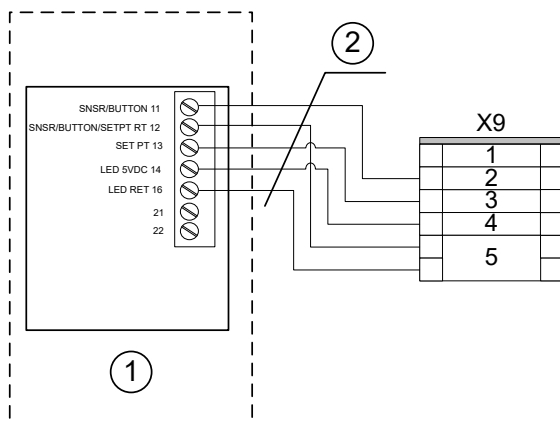 2
SNSR/BUTTON 11
SNSR/BUTTON/SETPT RT 12
SET PT 13
LED 5VDC 14
LED RET 16
21
22
1
X9
1
2
3
4
5